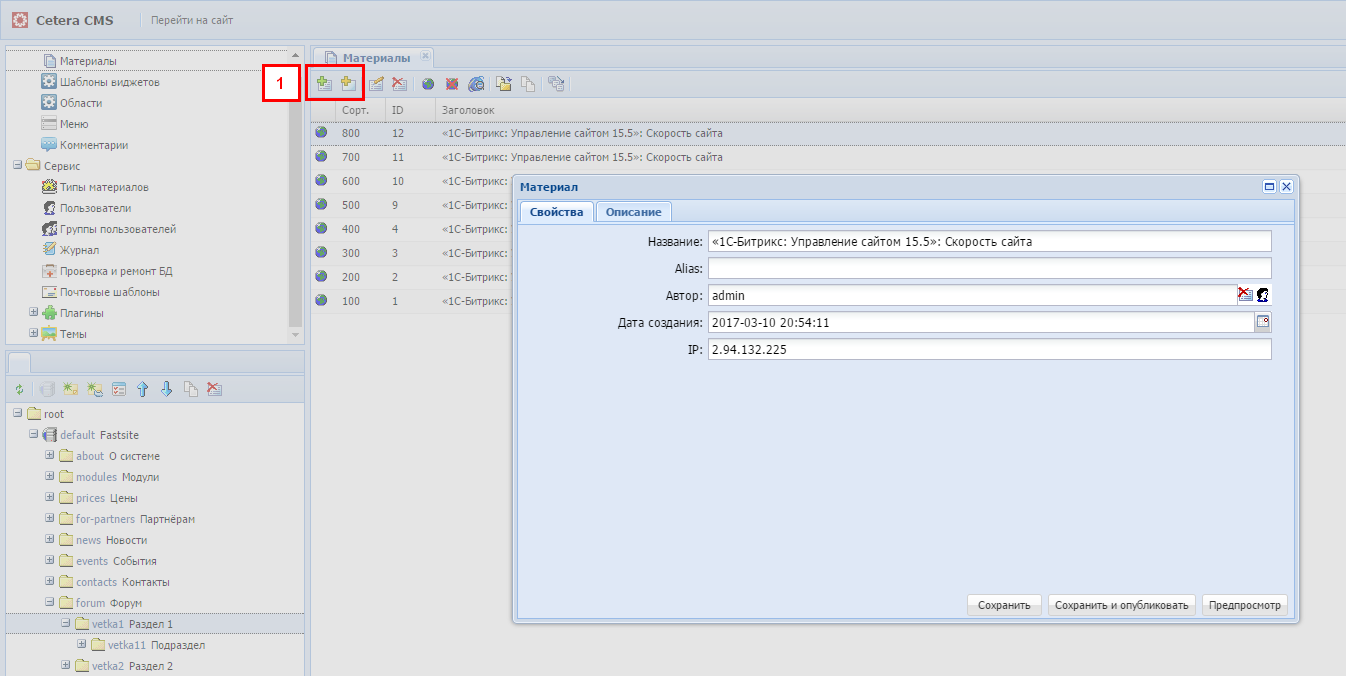 Cetera CMS Перейти на сайт
Материалы
Шаблоны виджетов
Области
Меню
Комментарии
Сервис
Типы материалов
Пользователи
Группы пользователей
Журнал
Проверка и ремонт БД
Почтовые шаблоны
Плагины
Темы
root
default Fastsite
about О системе
modules Модули
prices Цены
for-partners Партнёрам
news Новости
events События
contacts Контакты
forum Форум
vetka1 Раздел 1
vetka11 Подраздел
vetka2 Раздел 2
Материалы
1
Сорт. ID Заголовок
800 12 «1С-Битрикс: Управление сайтом 15.5»: Скорость сайта
700 11 «1С-Битрикс: Управление сайтом 15.5»: Скорость сайта
600 10 «1С-Битрикс:
500 9 «1С-Битрикс:
400 4 «1С-Битрикс:
300 3 «1С-Битрикс:
200 2 «1С-Битрикс:
100 1 «1С-Битрикс:
Материал
Свойства Описание
Название: «1С-Битрикс: Управление сайтом 15.5»: Скорость сайта
Alias:
Автор: admin
Дата создания: 2017-03-10 20:54:11
IP: 2.94.132.225
Сохранить Сохранить и опубликовать Предпросмотр